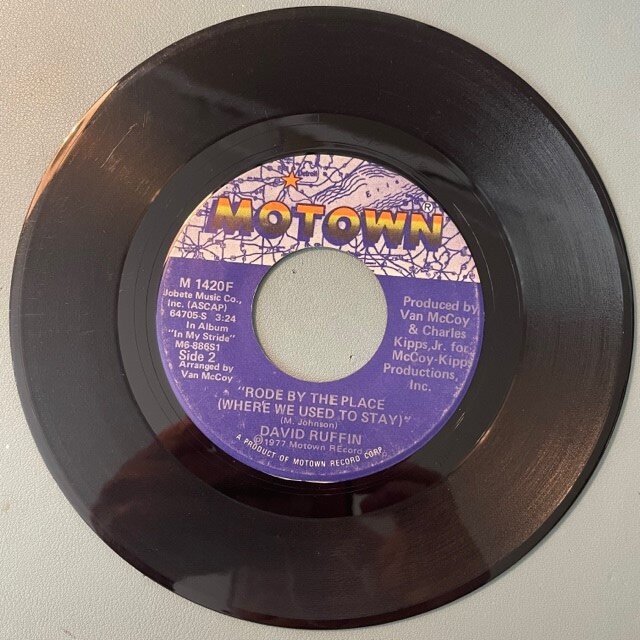 MOTOWN®
M 1420F
Jobete Music Co.,
Inc. (ASCAP)
64705-S 3:24
In Album
"In My Stride"
M6-866S1
Side 2
Arranged by
Van McCoy
Produced by
Van McCoy
& Charles
Kipps,Jr. for
McCoy-Kipps
Productions,
Inc.
"RODE BY THE PLACE
(WHERE WE USED TO STAY)"
(M. Johnson)
DAVID RUFFIN
℗1977 Motown REcord
A PRODUCT OF MOTOWN RECORD CORP.